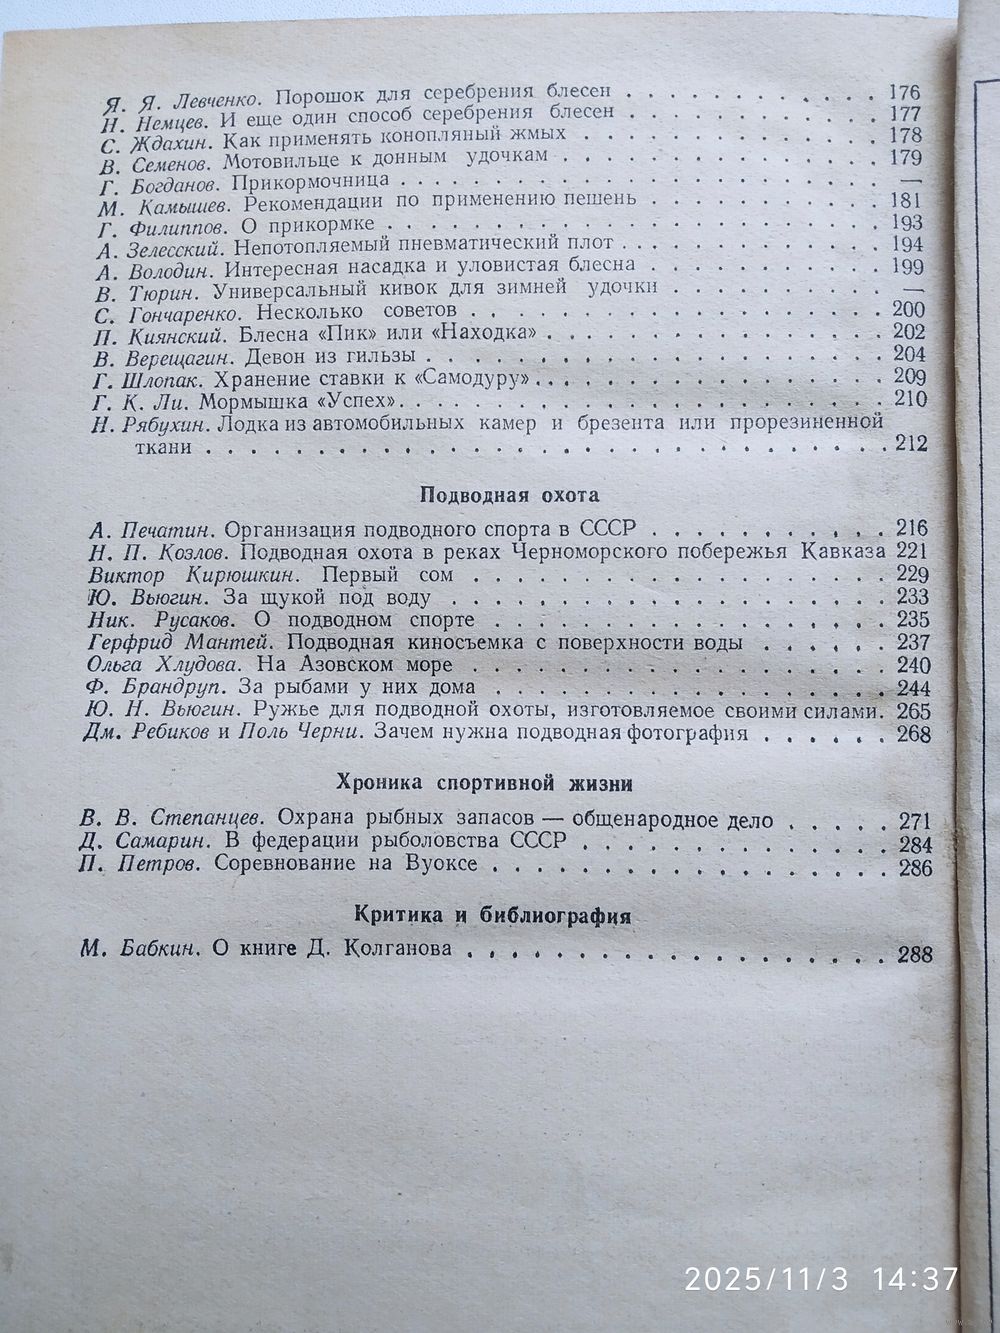 Я. Я. Левченко. Порошок для серебрения блесен . . . . . . . . . . . . 176
Н. Немцев. И еще один способ серебрения блесен . . . . . . . . . . . . 177
С. Ждахин. Как применять конопляный жмых . . . . . . . . . . . . 178
В. Семенов. Мотовильце к донным удочкам . . . . . . . . . . . . 179
Г. Богданов. Прикормочница . . . . . . . . . . . . —
М. Камышев. Рекомендации по применению пешень . . . . . . . . . . . . 181
Г. Филиппов. О прикормке . . . . . . . . . . . . 193
А. Зелесский. Непотопляемый пневматический плот . . . . . . . . . . . . 194
А. Володин. Интересная насадка и уловистая блесна . . . . . . . . . . . . 199
В. Тюрин. Универсальный кивок для зимней удочки . . . . . . . . . . —
С. Гончаренко. Несколько советов . . . . . . . . . . . . 200
П. Киянский. Блесна «Пик» или «Находка» . . . . . . . . . . . . 202
В. Верещагин. Девон из гильзы . . . . . . . . . . . . 204
Г. Шлопак. Хранение ставки к «Самодуру» . . . . . . . . . . . . 209
Г. К. Ли. Мормышка «Успех» . . . . . . . . . . . . 210
Н. Рябухин. Лодка из автомобильных камер и брезента или прорезиненной
ткани . . . . . . . . . . . . 212
Подводная охота
А. Печатин. Организация подводного спорта в СССР . . . . . . . . . . . 216
Н. П. Козлов. Подводная охота в реках Черноморского побережья Кавказа 221
Виктор Кирюшкин. Первый сом . . . . . . . . . . . . 229
Ю. Вьюгин. За щукой под воду . . . . . . . . . . . . 233
Ник. Русаков. О подводном спорте . . . . . . . . . . . . 235
Герфрид Мантей. Подводная киносъемка с поверхности воды . . . . . . 237
Ольга Хлудова. На Азовском море . . . . . . . . . . . . 240
Ф. Брандруп. За рыбами у них дома . . . . . . . . . . . . 244
Ю. Н. Вьюгин. Ружье для подводной охоты, изготовляемое своими силами. 265
Дм. Ребиков и Поль Черни. Зачем нужна подводная фотография . . . . . . 268
Хроника спортивной жизни
В. В. Степанцев. Охрана рыбных запасов — общенародное дело . . . . . 271
Д. Самарин. В федерации рыболовства СССР . . . . . . . . . . . . 284
П. Петров. Соревнование на Вуоксе . . . . . . . . . . . . 286
Критика и библиография
М. Бабкин. О книге Д. Колганова . . . . . . . . . . . . 288
2025/11/3 14:37